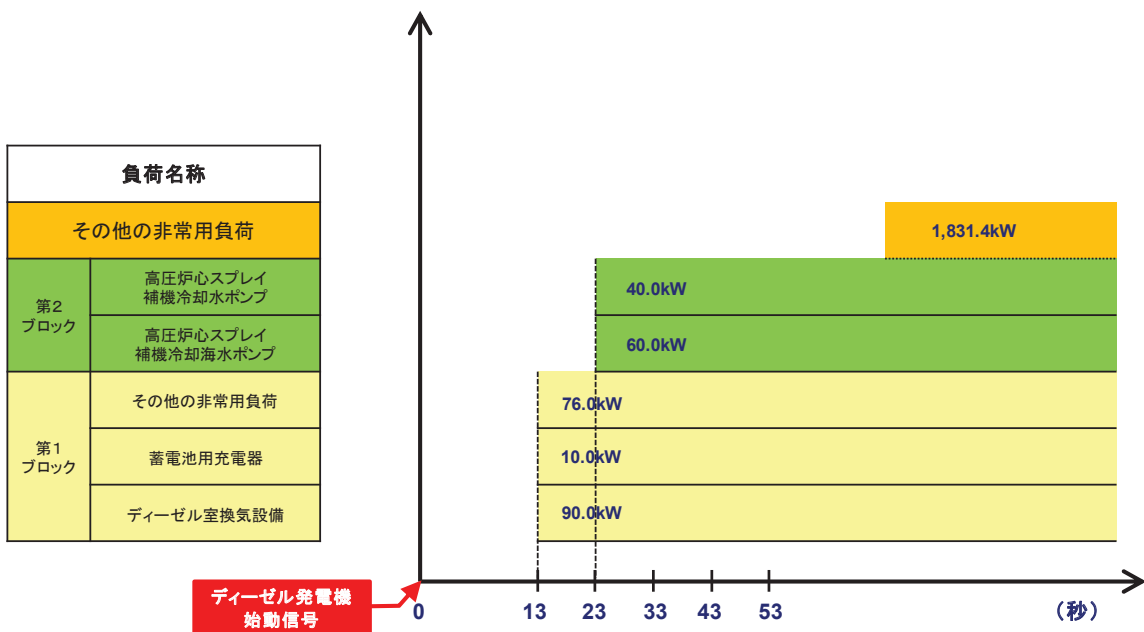 負荷名称
その他の非常用負荷
1,831.4kW
第2
ブロック
高圧炉心スプレイ
補機冷却水ポンプ
40.0kW
高圧炉心スプレイ
補機冷却海水ポンプ
60.0kW
第1
ブロック
その他の非常用負荷
76.0kW
蓄電池用充電器
10.0kW
ディーゼル室換気設備
90.0kW
ディーゼル発電機
始動信号
0 13 23 33 43 53 (秒)